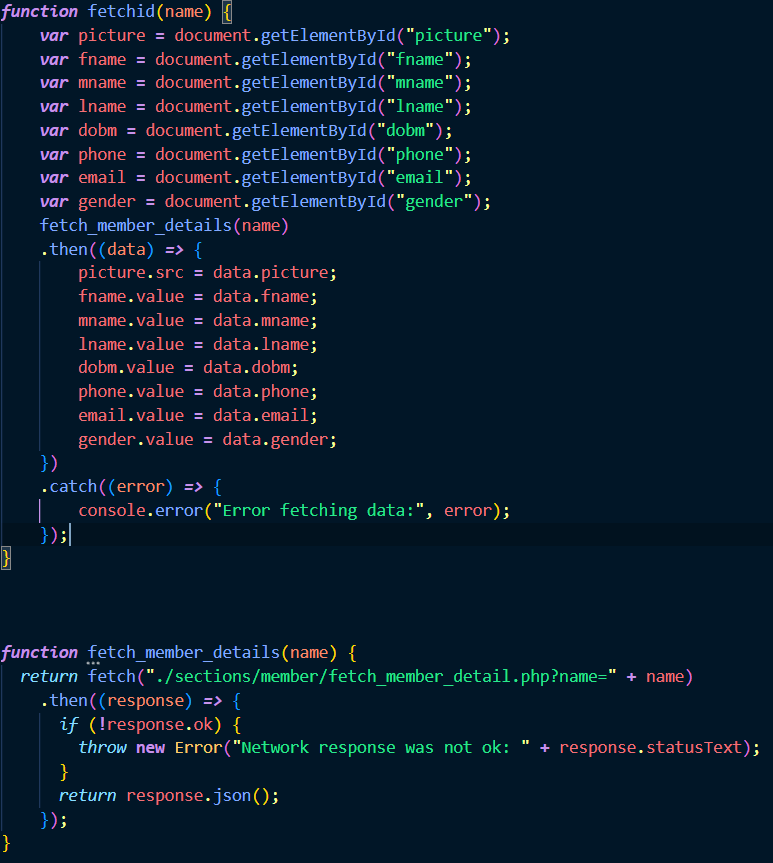 function fetchid(name) {
    var picture = document.getElementById("picture");
    var fname = document.getElementById("fname");
    var mname = document.getElementById("mname");
    var lname = document.getElementById("lname");
    var dobm = document.getElementById("dobm");
    var phone = document.getElementById("phone");
    var email = document.getElementById("email");
    var gender = document.getElementById("gender");
    fetch_member_details(name)
    .then((data) => {
        picture.src = data.picture;
        fname.value = data.fname;
        mname.value = data.mname;
        lname.value = data.lname;
        dobm.value = data.dobm;
        phone.value = data.phone;
        email.value = data.email;
        gender.value = data.gender;
    })
    .catch((error) => {
        console.error("Error fetching data:", error);
    });
}
function fetch_member_details(name) {
  return fetch("./sections/member/fetch_member_detail.php?name=" + name)
    .then((response) => {
      if (!response.ok) {
        throw new Error("Network response was not ok: " + response.statusText);
      }
      return response.json();
    });
}